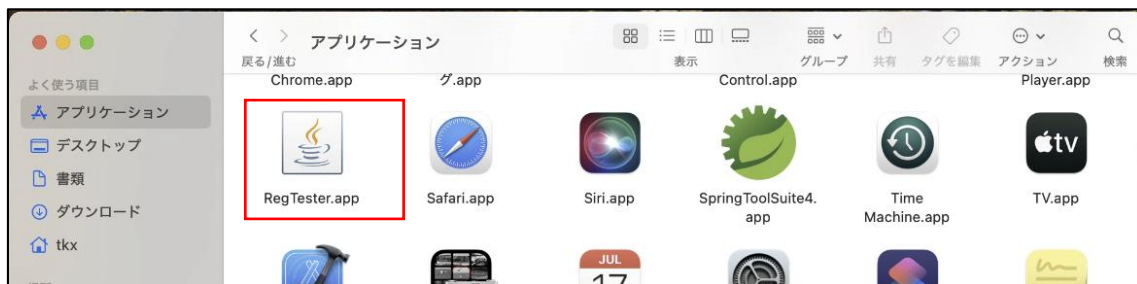 アプリケーション
戻る/進む
表示
グループ
共有
タグを編集
アクション
検索
よく使う項目
アプリケーション
デスクトップ
書類
ダウンロード
tkx
Chrome.app
グ.app
Control.app
Player.app
RegTester.app
Safari.app
Siri.app
SpringToolSuite4.
app
Time
Machine.app
TV.app
tv
JUL
17